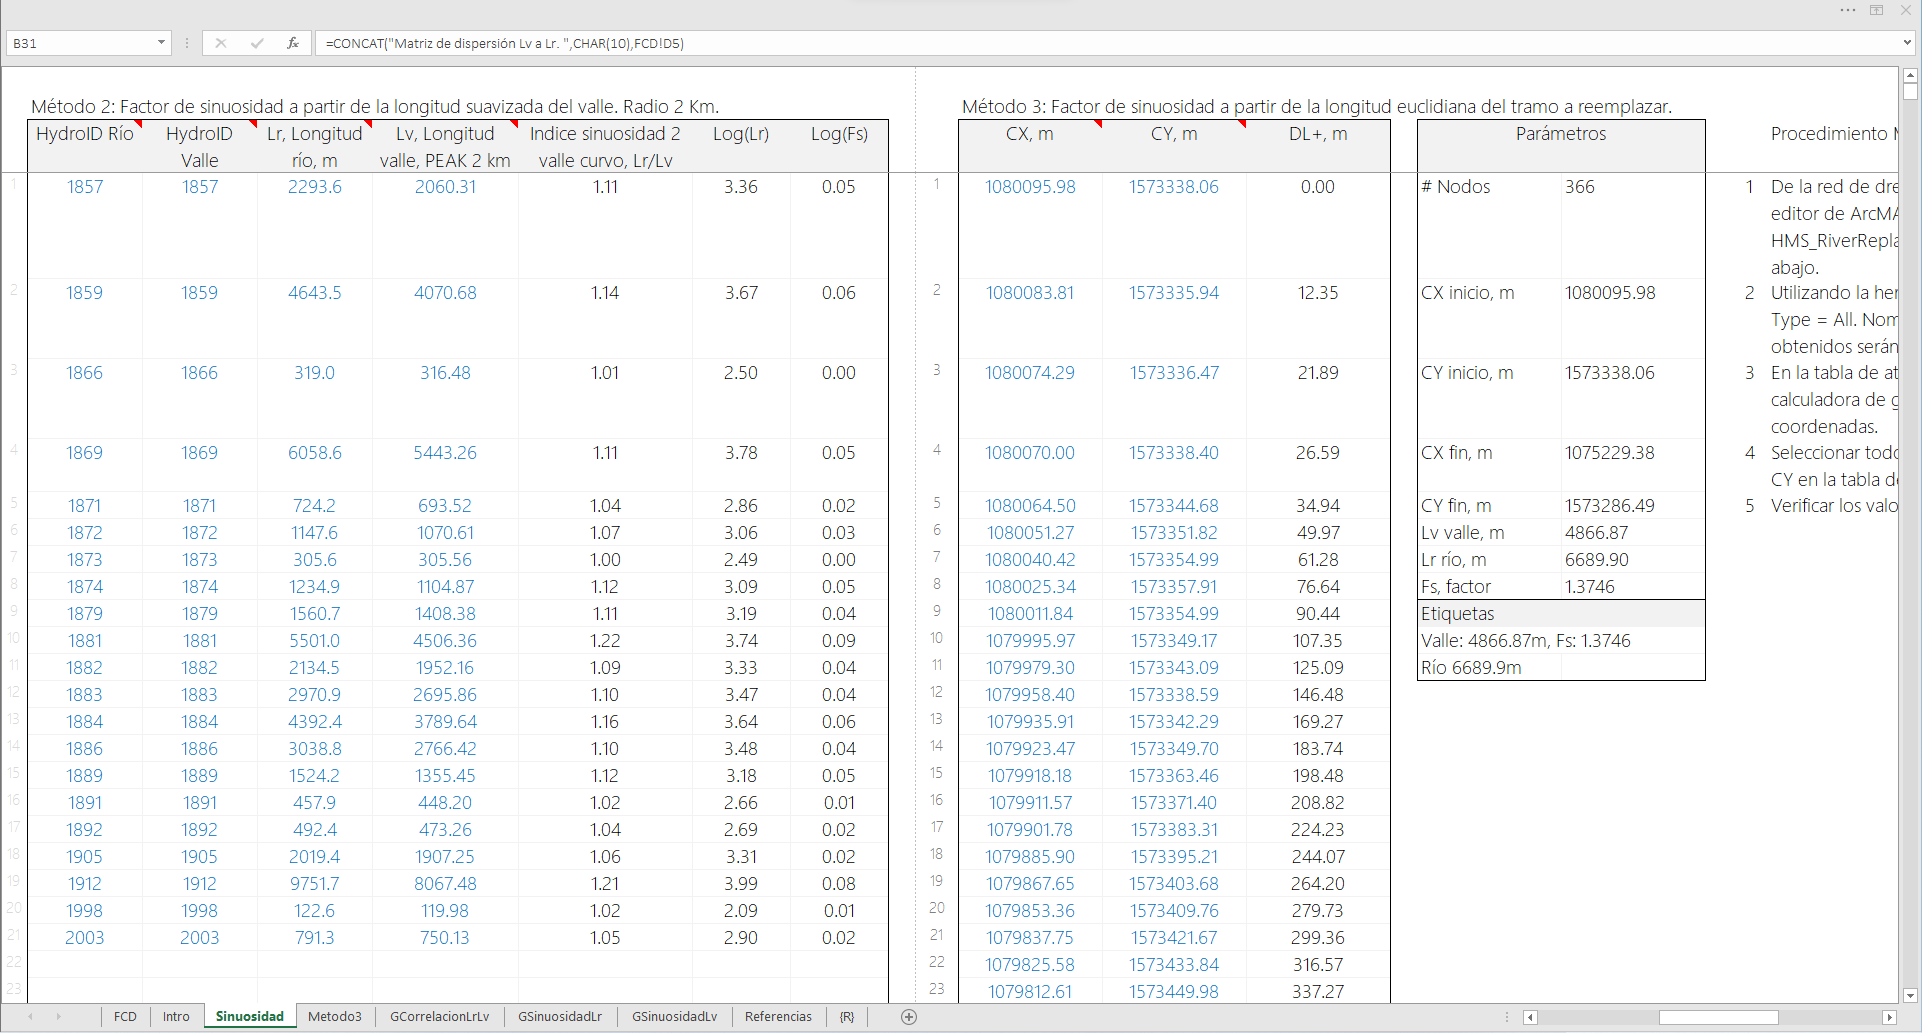 B31 fx =CONCAT("Matriz de dispersión Lv a Lr. ",CHAR(10),FCD!D5)
Método 2: Factor de sinuosidad a partir de la longitud suavizada del valle. Radio 2 Km.
HydroID Río HydroID Lr, Longitud Lv, Longitud Indice sinuosidad 2 Log(Lr) Log(Fs)
Valle río, m valle, PEAK 2 km valle curvo, Lr/Lv
1 1857 1857 2293.6 2060.31 1.11 3.36 0.05
2 1859 1859 4643.5 4070.68 1.14 3.67 0.06
3 1866 1866 319.0 316.48 1.01 2.50 0.00
4 1869 1869 6058.6 5443.26 1.11 3.78 0.05
5 1871 1871 724.2 693.52 1.04 2.86 0.02
6 1872 1872 1147.6 1070.61 1.07 3.06 0.03
7 1873 1873 305.6 305.56 1.00 2.49 0.00
8 1874 1874 1234.9 1104.87 1.12 3.09 0.05
9 1879 1879 1560.7 1408.38 1.11 3.19 0.04
10 1881 1881 5501.0 4506.36 1.22 3.74 0.09
11 1882 1882 2134.5 1952.16 1.09 3.33 0.04
12 1883 1883 2970.9 2695.86 1.10 3.47 0.04
13 1884 1884 4392.4 3789.64 1.16 3.64 0.06
14 1886 1886 3038.8 2766.42 1.10 3.48 0.04
15 1889 1889 1524.2 1355.45 1.12 3.18 0.05
16 1891 1891 457.9 448.20 1.02 2.66 0.01
17 1892 1892 492.4 473.26 1.04 2.69 0.02
18 1905 1905 2019.4 1907.25 1.06 3.31 0.02
19 1912 1912 9751.7 8067.48 1.21 3.99 0.08
20 1998 1998 122.6 119.98 1.02 2.09 0.01
21 2003 2003 791.3 750.13 1.05 2.90 0.02
22
23
Método 3: Factor de sinuosidad a partir de la longitud euclidiana del tramo a reemplazar.
CX, m CY, m DL+, m
1 1080095.98 1573338.06 0.00
2 1080083.81 1573335.94 12.35
3 1080074.29 1573336.47 21.89
4 1080070.00 1573338.40 26.59
5 1080064.50 1573344.68 34.94
6 1080051.27 1573351.82 49.97
7 1080040.42 1573354.99 61.28
8 1080025.34 1573357.91 76.64
9 1080011.84 1573354.99 90.44
10 1079995.97 1573349.17 107.35
11 1079979.30 1573343.09 125.09
12 1079958.40 1573338.59 146.48
13 1079935.91 1573342.29 169.27
14 1079923.47 1573349.70 183.74
15 1079918.18 1573363.46 198.48
16 1079911.57 1573371.40 208.82
17 1079901.78 1573383.31 224.23
18 1079885.90 1573395.21 244.07
19 1079867.65 1573403.68 264.20
20 1079853.36 1573409.76 279.73
21 1079837.75 1573421.67 299.36
22 1079825.58 1573433.84 316.57
23 1079812.61 1573449.98 337.27
Parámetros
# Nodos 366
CX inicio, m 1080095.98
CY inicio, m 1573338.06
CX fin, m 1075229.38
CY fin, m 1573286.49
Lv valle, m 4866.87
Lr río, m 6689.90
Fs, factor 1.3746
Etiquetas
Valle: 4866.87m, Fs: 1.3746
Río 6689.9m
Procedimiento
1 De la red de dre
editor de ArcMA
HMS_RiverRepla
abajo.
2 Utilizando la her
Type = All. Nom
obtenidos serán
3 En la tabla de at
calculadora de g
coordenadas.
4 Seleccionar todo
CY en la tabla de
5 Verificar los valo
FCD Intro Sinuosidad Metodo3 GCorrelacionLrLv GSinuosidadLr GSinuosidadLv Referencias {R}